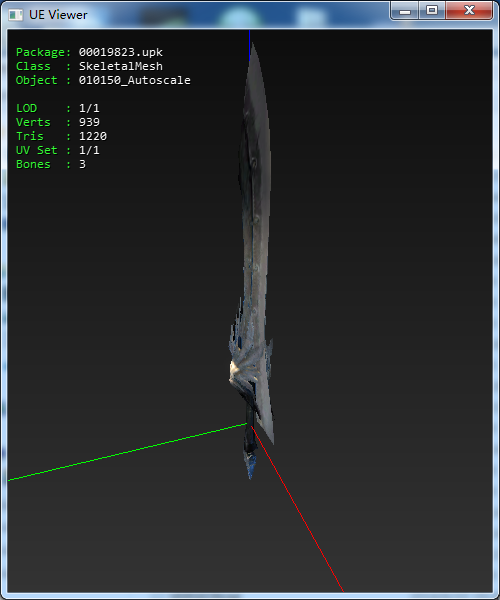 UE Viewer
Package: 00019823.upk
Class : SkeletalMesh
Object : 010150_Autoscale
LOD : 1/1
Verts : 939
Tris : 1220
UV Set : 1/1
Bones : 3